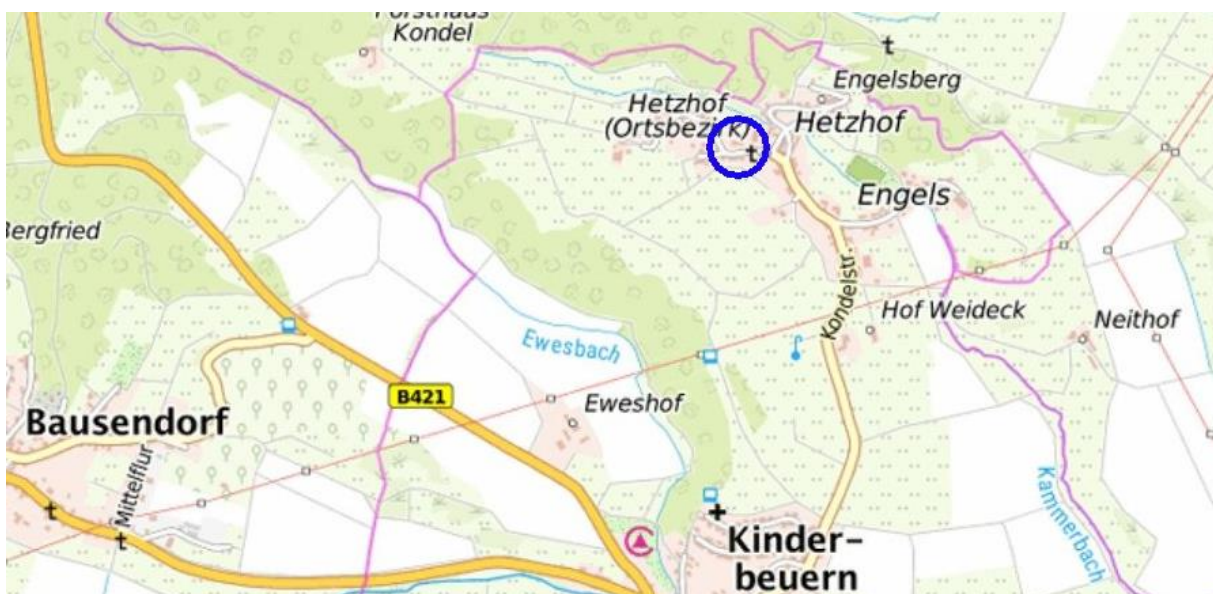 Forsthaus
Kondel
Engelsberg
Hetzhof
(Ortsbezirk)
Hetzhof
Engels
Bergfried
Kondelstr.
Hof Weideck
Neithof
Ewesbach
B421
Eweshof
Bausendorf
Mittelflur
Kammerbach
Kinder-
beuern